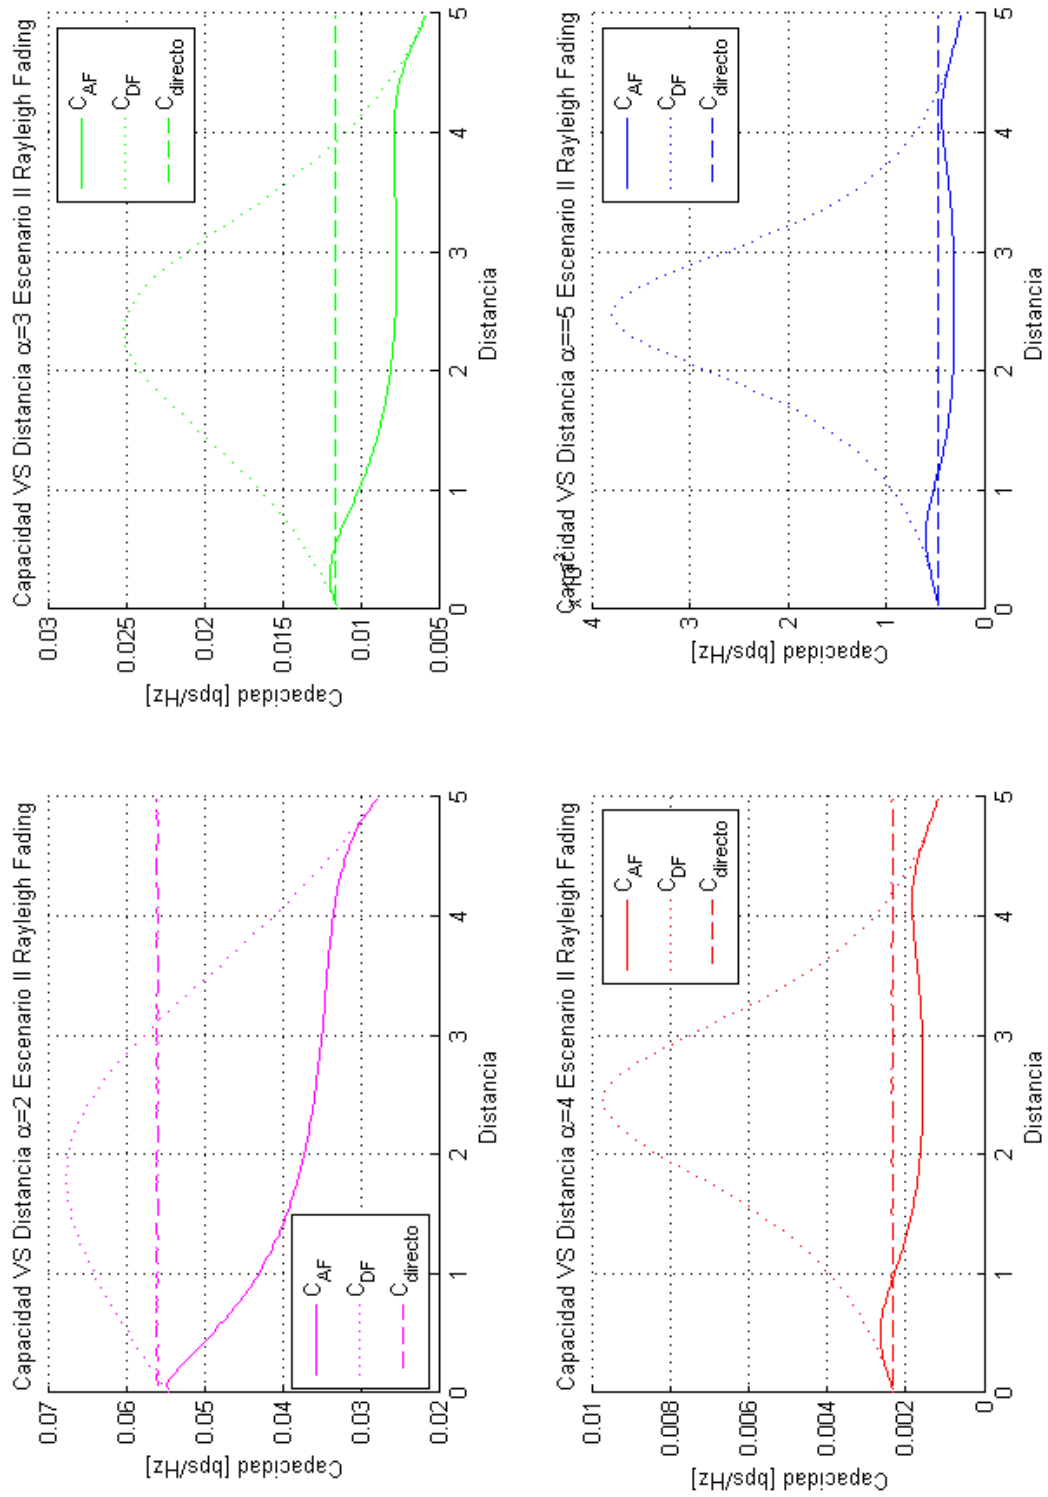 Capacidad VS Distancia α=2 Escenario II Rayleigh Fading
0.07
0.06
0.05
0.04
0.03
0.02
Capacidad [bps/Hz]
0
1
2
3
4
5
Distancia
C_AF
C_DF
C_directo
Capacidad VS Distancia α=3 Escenario II Rayleigh Fading
0.03
0.025
0.02
0.015
0.01
0.005
Capacidad [bps/Hz]
0
1
2
3
4
5
Distancia
C_AF
C_DF
C_directo
Capacidad VS Distancia α=4 Escenario II Rayleigh Fading
0.01
0.008
0.006
0.004
0.002
0
Capacidad [bps/Hz]
0
1
2
3
4
5
Distancia
C_AF
C_DF
C_directo
Capacidad VS Distancia α==5 Escenario II Rayleigh Fading
4
3
2
1
0
Capacidad [bps/Hz]
0
1
2
3
4
5
Distancia
C_AF
C_DF
C_directo